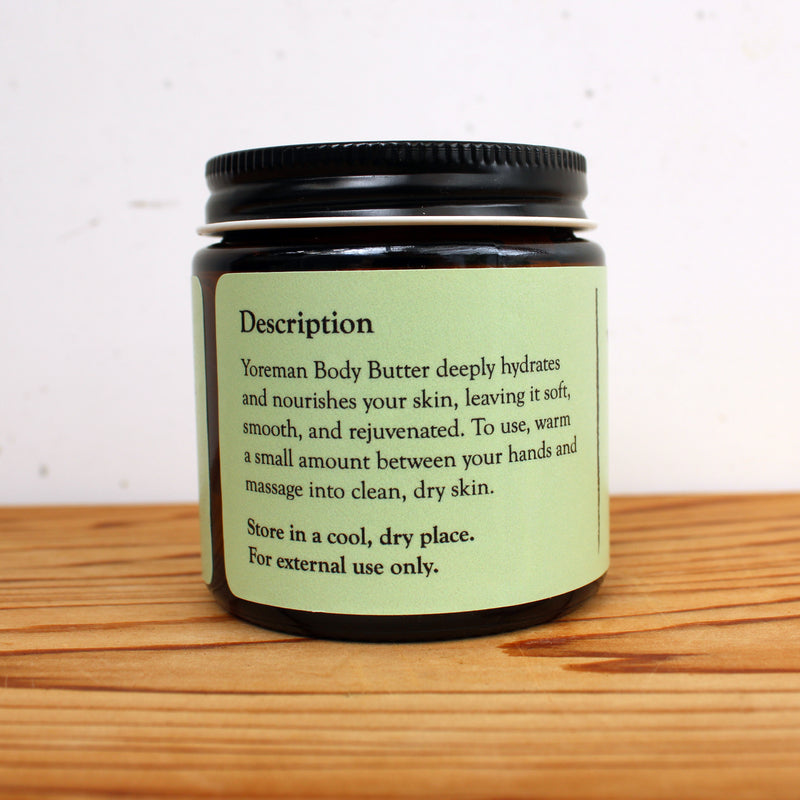 Description
Yoreman Body Butter deeply hydrates
and nourishes your skin, leaving it soft,
smooth, and rejuvenated. To use, warm
a small amount between your hands and
massage into clean, dry skin.
Store in a cool, dry place.
For external use only.